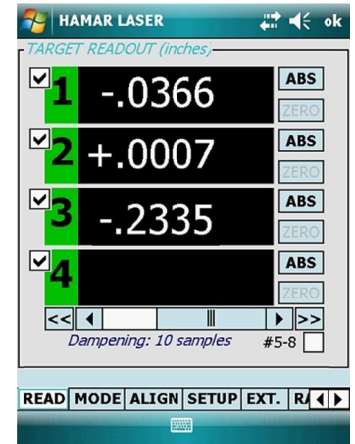 HAMAR LASER ok
TARGET READOUT (inches)
1 -.0366 ABS
ZERO
2 +.0007 ABS
ZERO
3 -.2335 ABS
ZERO
4 ABS
ZERO
<< >>
Dampening: 10 samples #5-8
READ MODE ALIGN SETUP EXT.